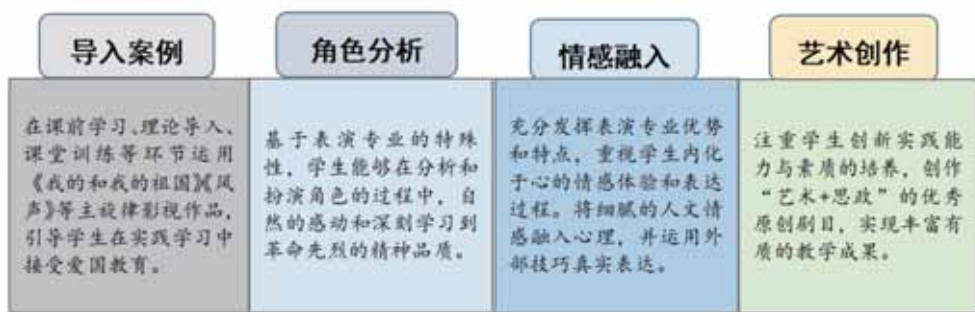 导入案例
在课前学习、理论导入、
课堂训练等环节运用
《我的和我的祖国》《风
声》等主旋律影视作品，
引导学生在实践学习中
接受爱国教育。
角色分析
基于表演专业的特殊
性，学生能够在分析和
扮演角色的过程中，自
然的感动和深刻学习到
革命先烈的精神品质。
情感融入
充分发挥表演专业优势
和特点，重视学生内化
于心的情感体验和表达
过程。将细腻的人文情
感融入心理，并运用外
部技巧真实表达。
艺术创作
注重学生创新实践能
力与素质的培养，创作
“艺术+思政”的优秀
原创剧目，实现丰富有
质的教学成果。